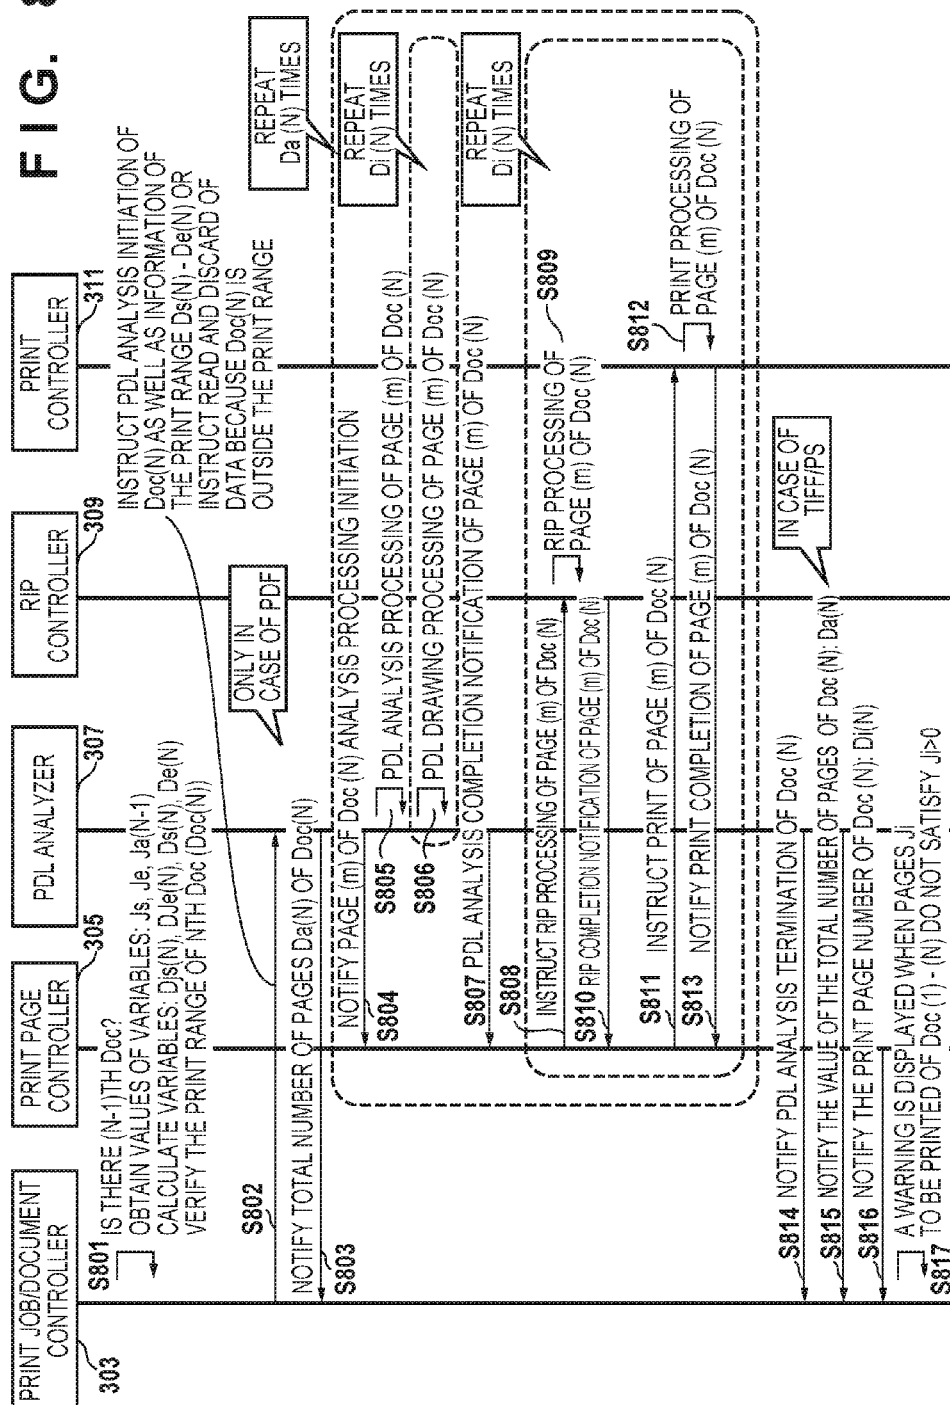 FIG. 8
PRINT JOB/DOCUMENT
CONTROLLER
303
PRINT PAGE
CONTROLLER
305
PDL ANALYZER
307
RIP
CONTROLLER
309
PRINT
CONTROLLER
311
S801
IS THERE (N-1)TH Doc?
OBTAIN VALUES OF VARIABLES: Js, Je, Ja(N-1)
CALCULATE VARIABLES: Djs(N), DJe(N), Ds(N), De(N)
VERIFY THE PRINT RANGE OF NTH Doc (Doc(N))
INSTRUCT PDL ANALYSIS INITIATION OF
Doc(N) AS WELL AS INFORMATION OF
THE PRINT RANGE Ds(N) - De(N) OR
INSTRUCT READ AND DISCARD OF
DATA BECAUSE Doc(N) IS
OUTSIDE THE PRINT RANGE
S802
ONLY IN
CASE OF PDF
NOTIFY TOTAL NUMBER OF PAGES Da(N) OF Doc(N)
S803
REPEAT
Da (N) TIMES
NOTIFY PAGE (m) OF Doc (N) ANALYSIS PROCESSING INITIATION
S804
REPEAT
Di (N) TIMES
S805
PDL ANALYSIS PROCESSING OF PAGE (m) OF Doc (N)
S806
PDL DRAWING PROCESSING OF PAGE (m) OF Doc (N)
S807 PDL ANALYSIS COMPLETION NOTIFICATION OF PAGE (m) OF Doc (N)
REPEAT
Di (N) TIMES
S808
INSTRUCT RIP PROCESSING OF PAGE (m) OF Doc (N)
S809
RIP PROCESSING OF
PAGE (m) OF Doc (N)
S810 RIP COMPLETION NOTIFICATION OF PAGE (m) OF Doc (N)
S811 INSTRUCT PRINT OF PAGE (m) OF Doc (N)
S812
PRINT PROCESSING OF
PAGE (m) OF Doc (N)
S813 NOTIFY PRINT COMPLETION OF PAGE (m) OF Doc (N)
S814 NOTIFY PDL ANALYSIS TERMINATION OF Doc (N)
IN CASE OF
TIFF/PS
S815 NOTIFY THE VALUE OF THE TOTAL NUMBER OF PAGES OF Doc (N): Da(N)
S816 NOTIFY THE PRINT PAGE NUMBER OF Doc (N): Di(N)
A WARNING IS DISPLAYED WHEN PAGES Ji
TO BE PRINTED OF Doc (1) - (N) DO NOT SATISFY Ji>0
S817